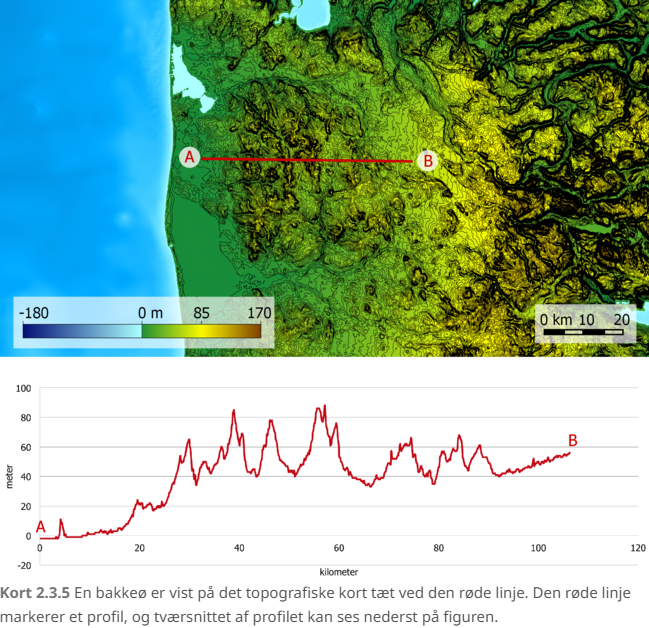 A
B
-180 0 m 85 170
0 km 10 20
100
80
60
40
20
0
-20
meter
A
B
0 20 40 60 80 100 120
kilometer
Kort 2.3.5 En bakkeø er vist på det topografiske kort tæt ved den røde linje. Den røde linje
markerer et profil, og tværsnittet af profilet kan ses nederst på figuren.